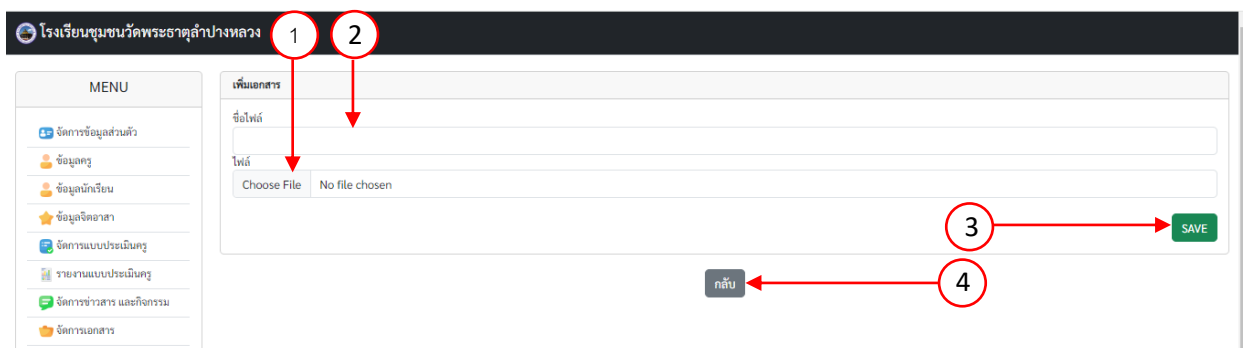 โรงเรียนชุมชนวัดพระธาตุลำปางหลวง
1
2
MENU
จัดการข้อมูลส่วนตัว
ข้อมูลครู
ข้อมูลนักเรียน
ข้อมูลจิตอาสา
จัดการแบบประเมินครู
รายงานแบบประเมินครู
จัดการข่าวสาร และกิจกรรม
จัดการเอกสาร
เพิ่มเอกสาร
ชื่อไฟล์
ไฟล์
Choose File No file chosen
3
SAVE
กลับ
4